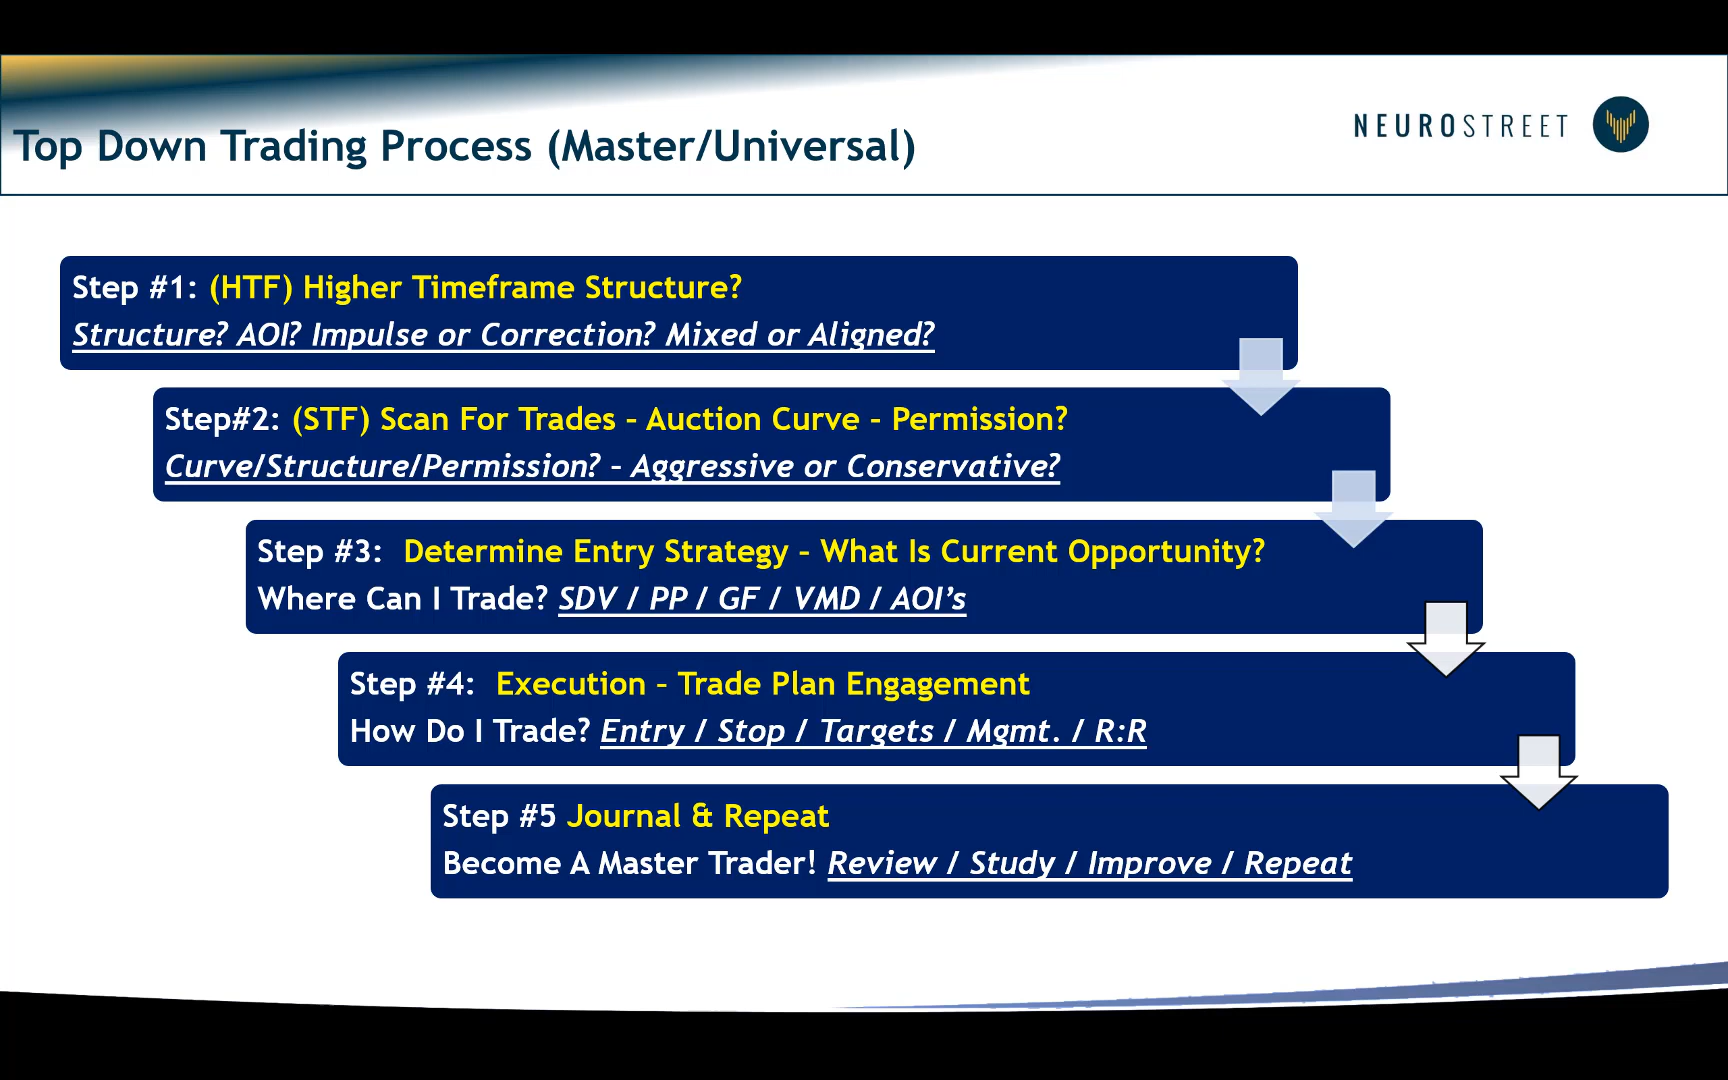 NEUROSTREET
Top Down Trading Process (Master/Universal)
Step #1: (HTF) Higher Timeframe Structure?
Structure? AOI? Impulse or Correction? Mixed or Aligned?
Step#2: (STF) Scan For Trades – Auction Curve – Permission?
Curve/Structure/Permission? – Aggressive or Conservative?
Step #3: Determine Entry Strategy – What Is Current Opportunity?
Where Can I Trade? SDV / PP / GF / VMD / AOI’s
Step #4: Execution – Trade Plan Engagement
How Do I Trade? Entry / Stop / Targets / Mgmt. / R:R
Step #5 Journal & Repeat
Become A Master Trader! Review / Study / Improve / Repeat